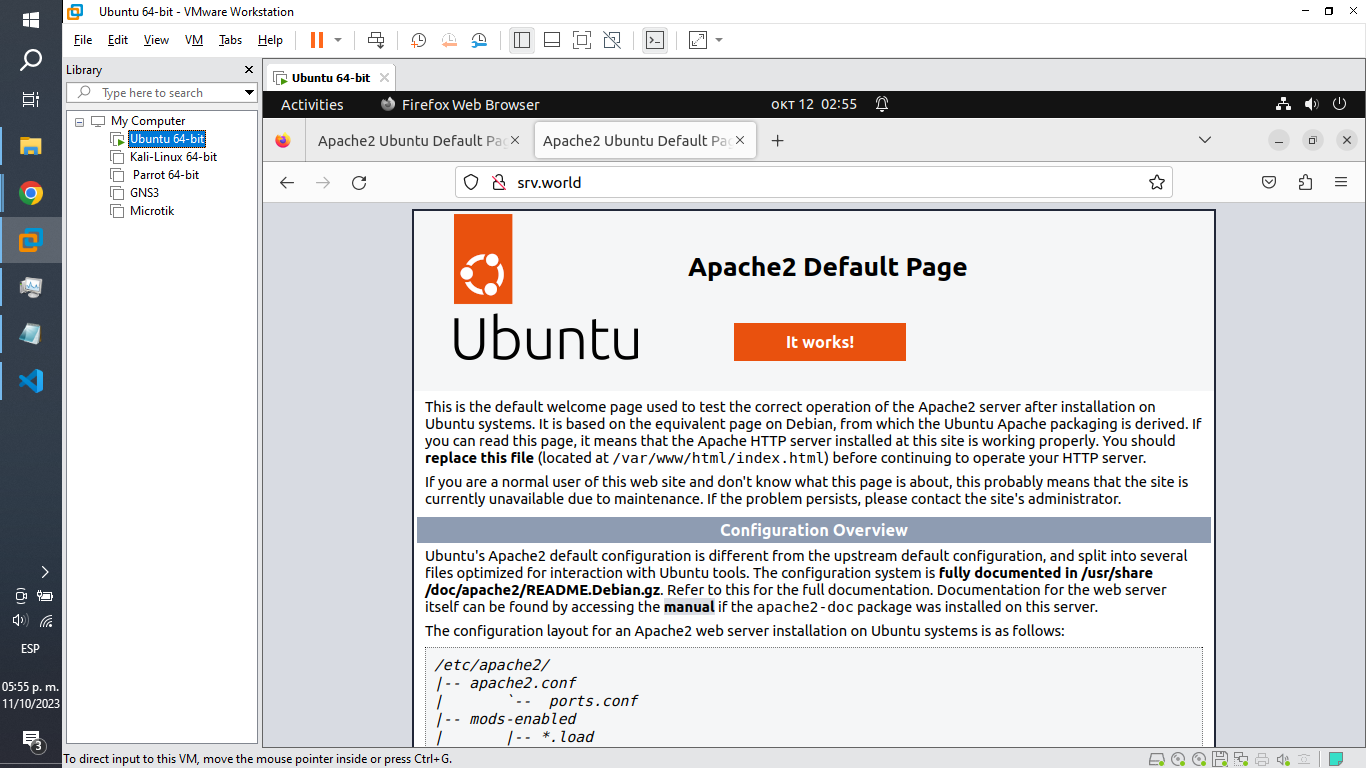 Ubuntu 64-bit - VMware Workstation
File Edit View VM Tabs Help
Library
Type here to search
My Computer
Ubuntu 64-bit
Kali-Linux 64-bit
Parrot 64-bit
GNS3
Microtik
Ubuntu 64-bit
Activities Firefox Web Browser окт 12 02:55
Apache2 Ubuntu Default Pa
Apache2 Ubuntu Default Pa
srv.world
Apache2 Default Page
Ubuntu
It works!
This is the default welcome page used to test the correct operation of the Apache2 server after installation on
Ubuntu systems. It is based on the equivalent page on Debian, from which the Ubuntu Apache packaging is derived. If
you can read this page, it means that the Apache HTTP server installed at this site is working properly. You should
replace this file (located at /var/www/html/index.html) before continuing to operate your HTTP server.
If you are a normal user of this web site and don't know what this page is about, this probably means that the site is
currently unavailable due to maintenance. If the problem persists, please contact the site's administrator.
Configuration Overview
Ubuntu's Apache2 default configuration is different from the upstream default configuration, and split into several
files optimized for interaction with Ubuntu tools. The configuration system is fully documented in /usr/share
/doc/apache2/README.Debian.gz. Refer to this for the full documentation. Documentation for the web server
itself can be found by accessing the manual if the apache2-doc package was installed on this server.
The configuration layout for an Apache2 web server installation on Ubuntu systems is as follows:
/etc/apache2/
|-- apache2.conf
|       `--  ports.conf
|-- mods-enabled
|       |-- *.load
ESP
05:55 p. m.
11/10/2023
3
To direct input to this VM, move the mouse pointer inside or press Ctrl+G.